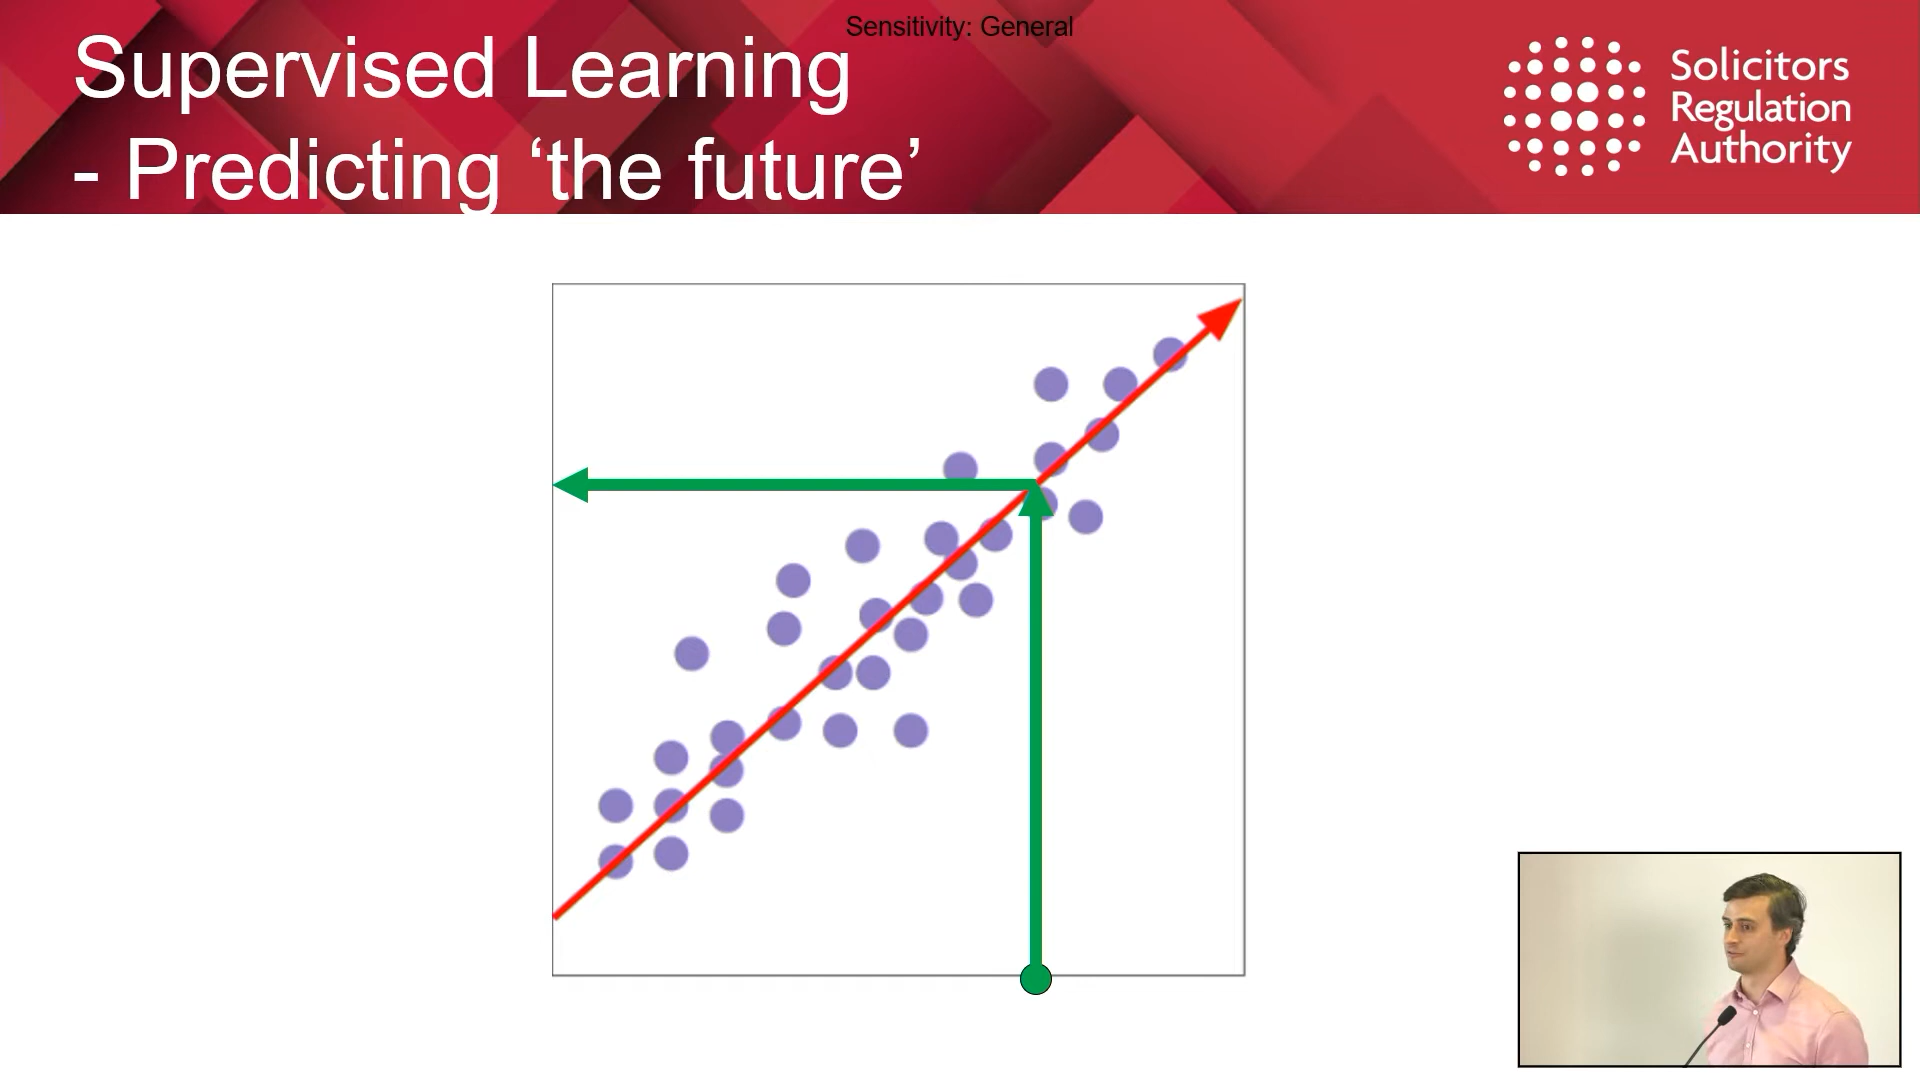 Sensitivity: General
Supervised Learning
- Predicting ‘the future’
Solicitors
Regulation
Authority